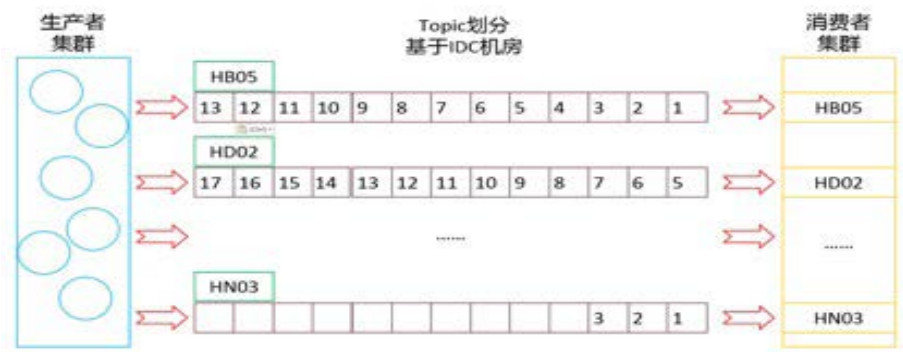 生产者
集群
Topic划分
基于IDC机房
消费者
集群
HB05
13 12 11 10 9 8 7 6 5 4 3 2 1
HB05
HD02
17 16 15 14 13 12 11 10 9 8 7 6 5
HD02
......
......
HN03
3 2 1
HN03